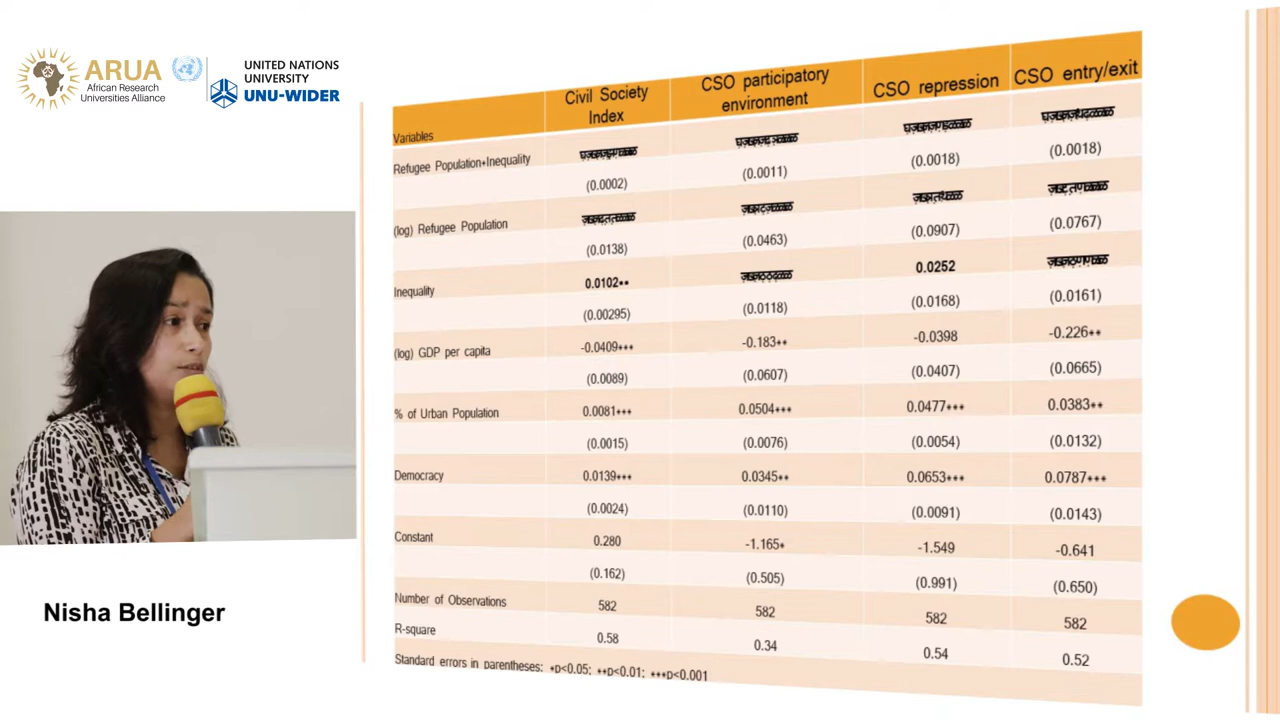 ARUA
African Research
Universities Alliance
UNITED NATIONS
UNIVERSITY
UNU-WIDER
Variables Civil Society Index CSO participatory environment CSO repression CSO entry/exit
Refugee Population*Inequality
(0.0002) (0.0011) (0.0018) (0.0018)
(log) Refugee Population
(0.0138) (0.0463) (0.0907) (0.0767)
Inequality 0.0102** 0.0252
(0.00295) (0.0118) (0.0168) (0.0161)
(log) GDP per capita -0.0409*** -0.183** -0.0398 -0.226**
(0.0089) (0.0607) (0.0407) (0.0665)
% of Urban Population 0.0081*** 0.0504*** 0.0477*** 0.0383**
(0.0015) (0.0076) (0.0054) (0.0132)
Democracy 0.0139*** 0.0345** 0.0653*** 0.0787***
(0.0024) (0.0110) (0.0091) (0.0143)
Constant 0.280 -1.165* -1.549 -0.641
(0.162) (0.505) (0.991) (0.650)
Number of Observations 582 582 582 582
R-square 0.58 0.34 0.54 0.52
Standard errors in parentheses: *p<0.05; **p<0.01; ***p<0.001
Nisha Bellinger